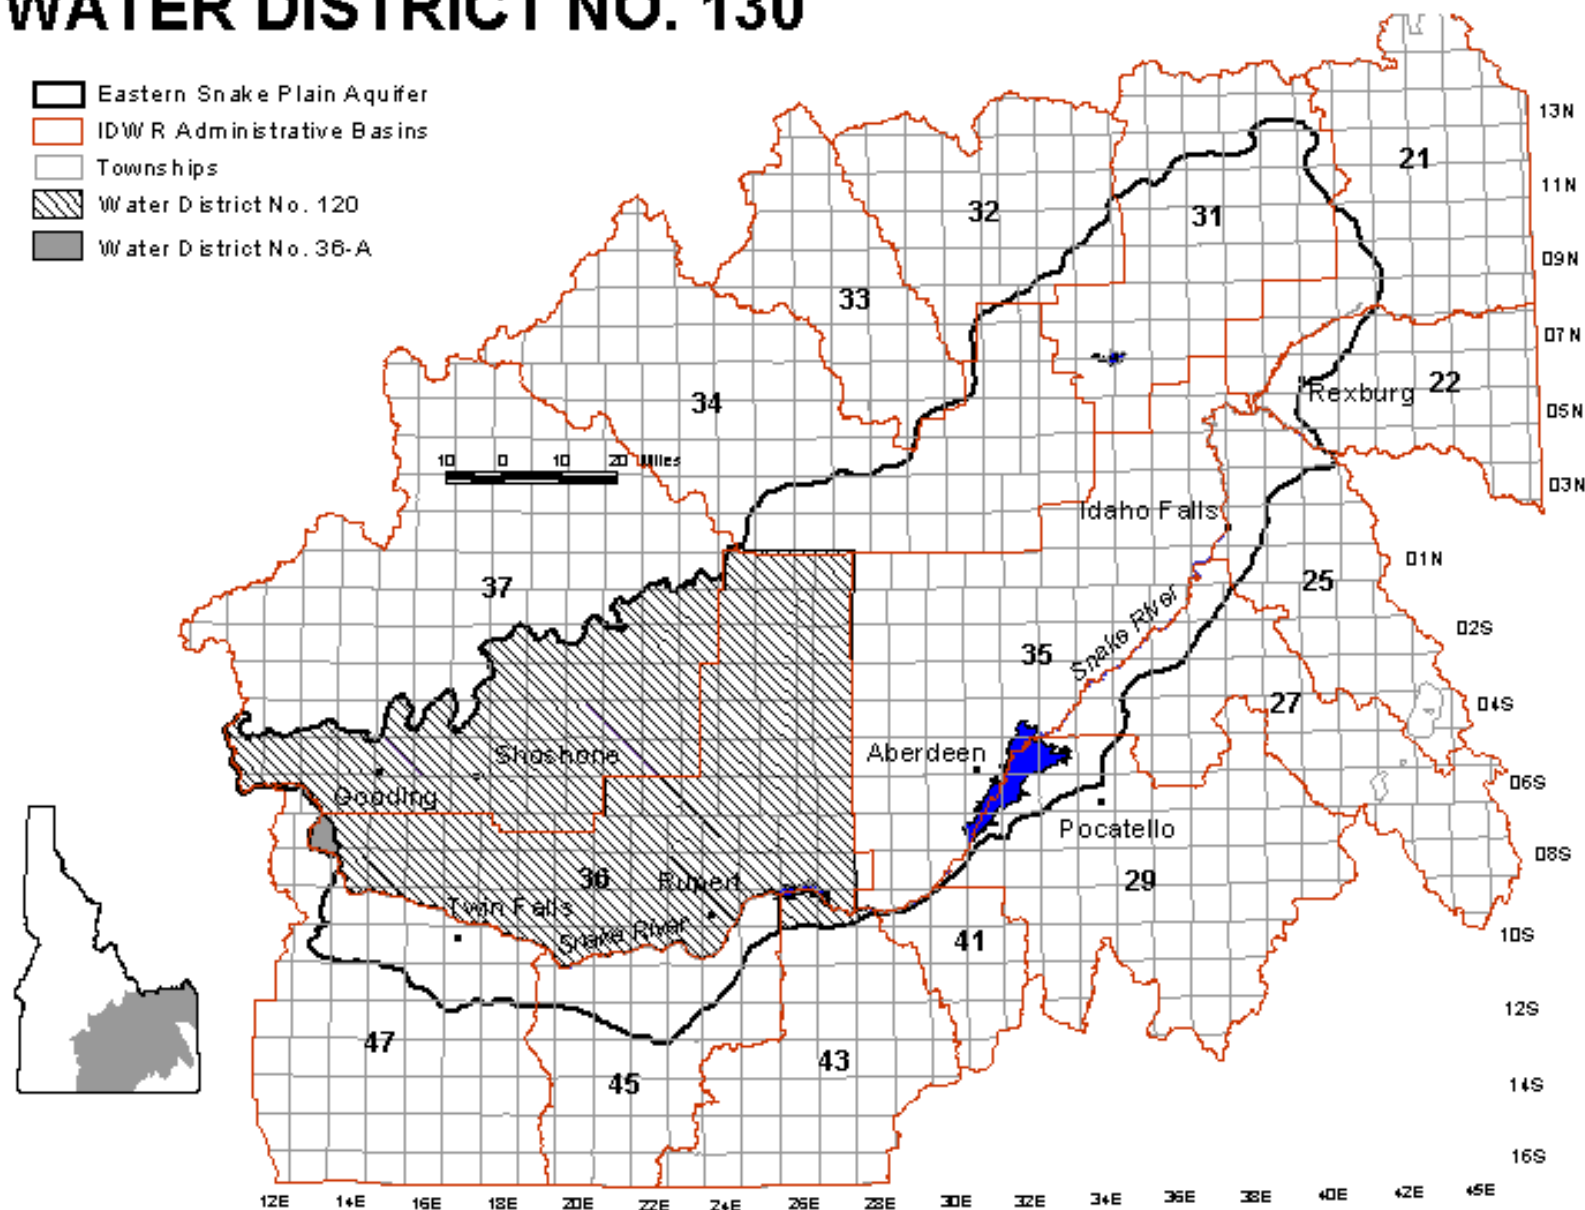 WATER DISTRICT NO. 130
Eastern Snake Plain Aquifer
IDWR Administrative Basins
Townships
Water District No. 120
Water District No. 36-A
13N
21
11N
32
31
09N
33
07N
22
Rexburg
34
05N
10 0 10 20 Miles
03N
Idaho Falls
01N
37
25
02S
Snake River
35
27
04S
Shoshone
Aberdeen
06S
Gooding
Pocatello
08S
36
Rupert
29
Twin Falls
Snake River
41
10S
12S
47
43
45
14S
16S
12E 14E 16E 18E 20E 22E 24E 26E 28E 30E 32E 34E 36E 38E 40E 42E 45E